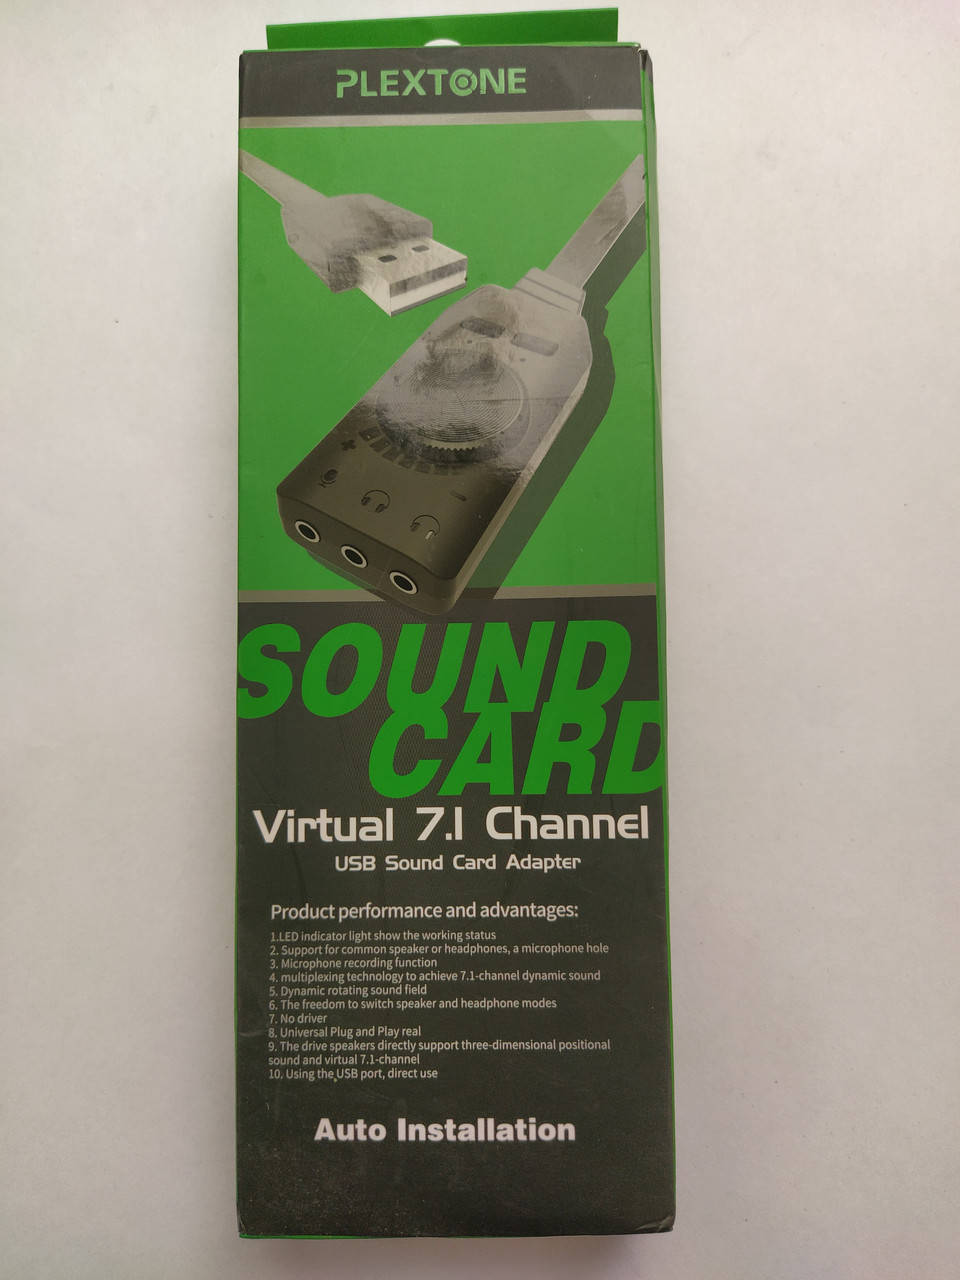 PLEXTONE
SOUND
CARD
Virtual 7.1 Channel
USB Sound Card Adapter
Product performance and advantages:
1.LED indicator light show the working status
2. Support for common speaker or headphones, a microphone hole
3. Microphone recording function
4. multiplexing technology to achieve 7.1-channel dynamic sound
5. Dynamic rotating sound field
6. The freedom to switch speaker and headphone modes
7. No driver
8. Universal Plug and Play real
9. The drive speakers directly support three-dimensional positional
sound and virtual 7.1-channel
10. Using the USB port, direct use
Auto Installation